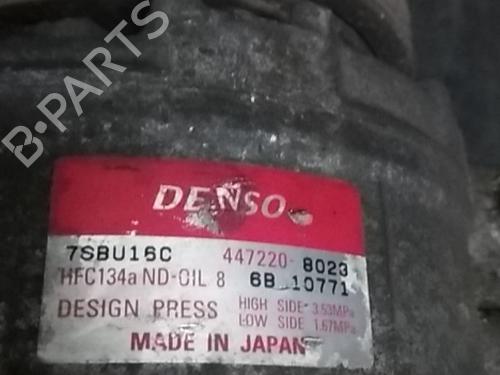 B-PARTS
DENSO
7SBU16C 447220-8023
HFC134a ND-OIL 8 6B 10771
DESIGN PRESS HIGH SIDE 3.53MPa
LOW SIDE 1.67MPa
MADE IN JAPAN